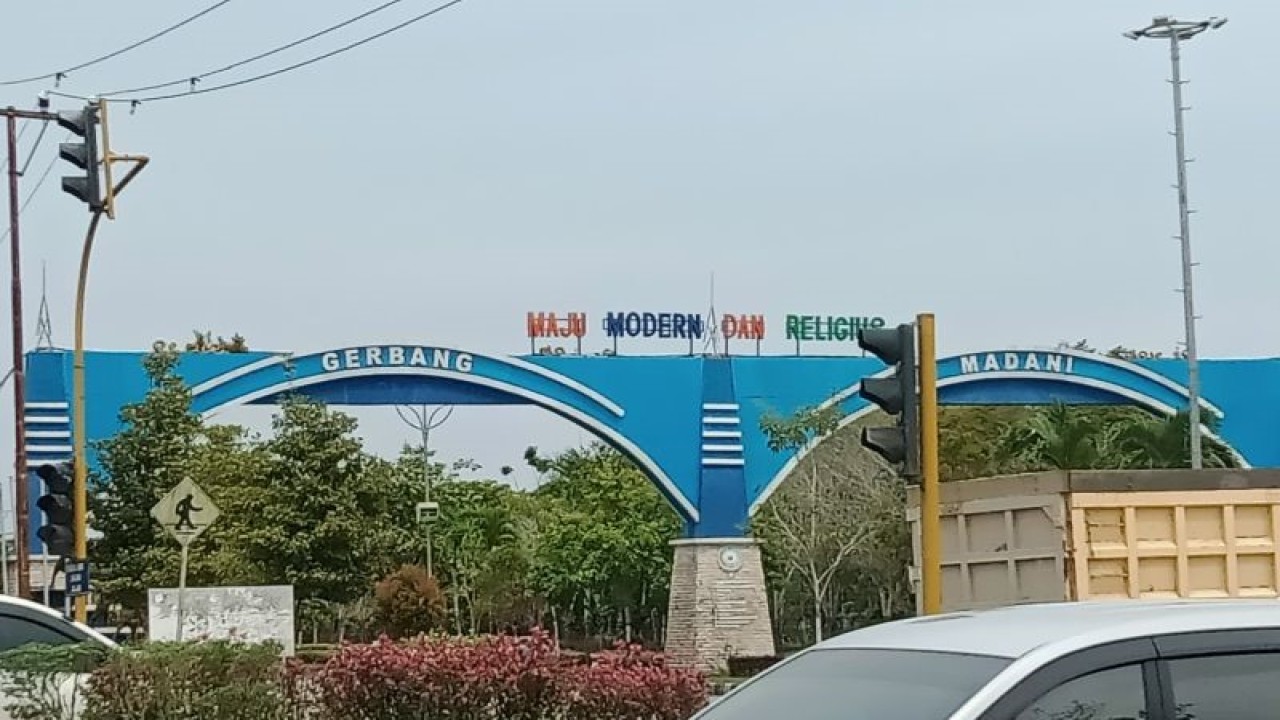 MAJU MODERN DAN RELIGIUS
GERBANG
MADANI